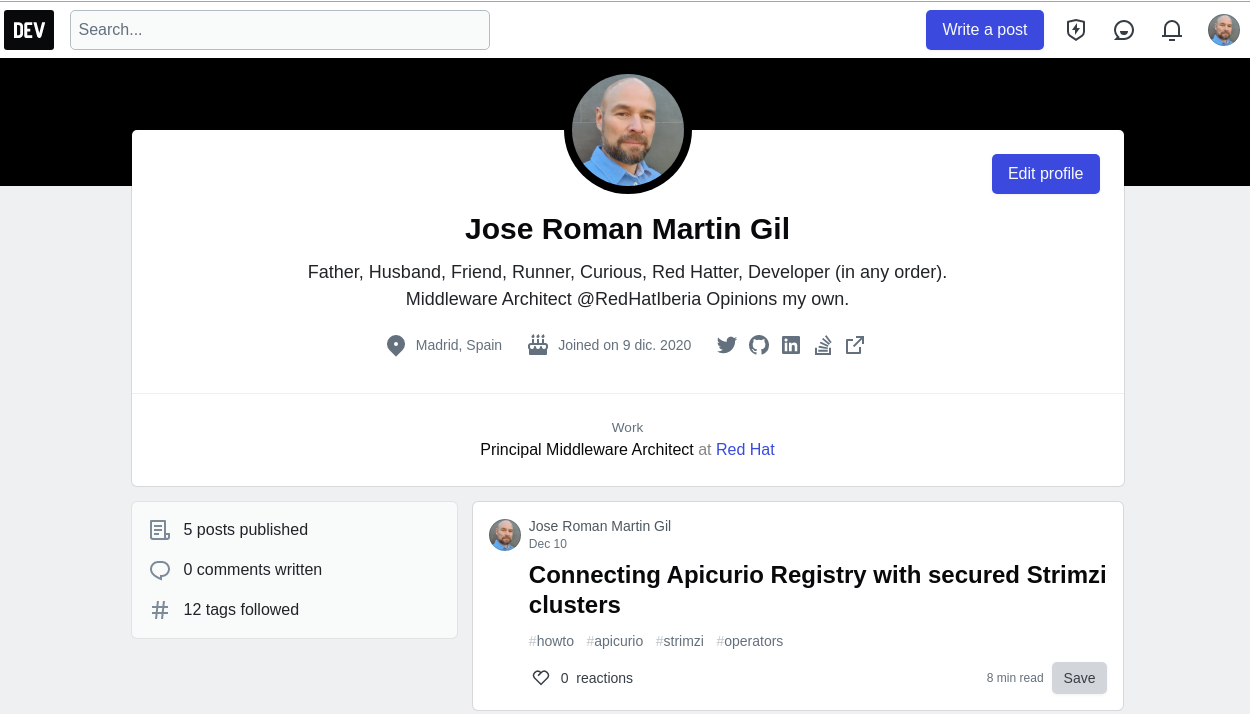 DEV
Search...
Write a post
Edit profile
Jose Roman Martin Gil
Father, Husband, Friend, Runner, Curious, Red Hatter, Developer (in any order).
Middleware Architect @RedHatIberia Opinions my own.
Madrid, Spain
Joined on 9 dic. 2020
in
Work
Principal Middleware Architect at Red Hat
5 posts published
0 comments written
12 tags followed
Jose Roman Martin Gil
Dec 10
Connecting Apicurio Registry with secured Strimzi
clusters
#howto #apicurio #strimzi #operators
0 reactions
8 min read
Save